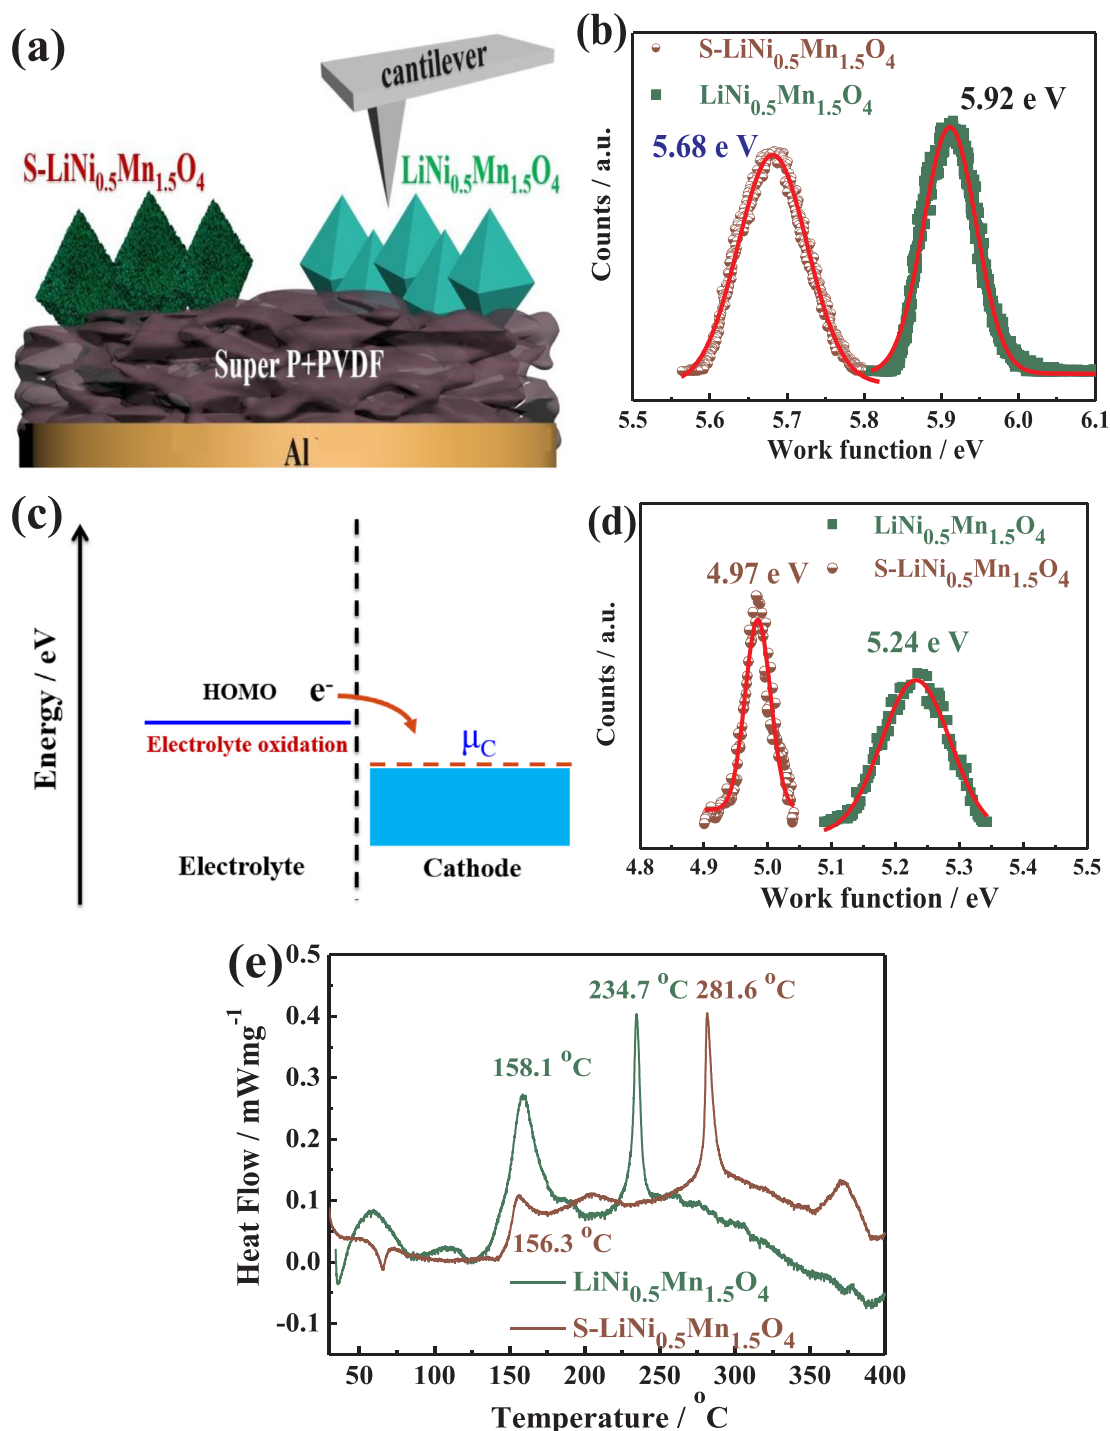 (a)
cantilever
S-LiNi0.5Mn1.5O4
LiNi0.5Mn1.5O4
Super P+PVDF
Al
(b)
S-LiNi0.5Mn1.5O4
LiNi0.5Mn1.5O4
5.68 e V
5.92 e V
Counts / a.u.
5.5 5.6 5.7 5.8 5.9 6.0 6.1
Work function / eV
(c)
Energy / eV
HOMO e-
Electrolyte oxidation
μC
Electrolyte
Cathode
(d)
LiNi0.5Mn1.5O4
S-LiNi0.5Mn1.5O4
4.97 e V
5.24 e V
Counts / a.u.
4.8 4.9 5.0 5.1 5.2 5.3 5.4 5.5
Work function / eV
(e)
0.5
0.4
0.3
0.2
0.1
0.0
-0.1
Heat Flow / mWmg-1
234.7 oC
281.6 oC
158.1 oC
156.3 oC
LiNi0.5Mn1.5O4
S-LiNi0.5Mn1.5O4
50 100 150 200 250 300 350 400
Temperature / oC